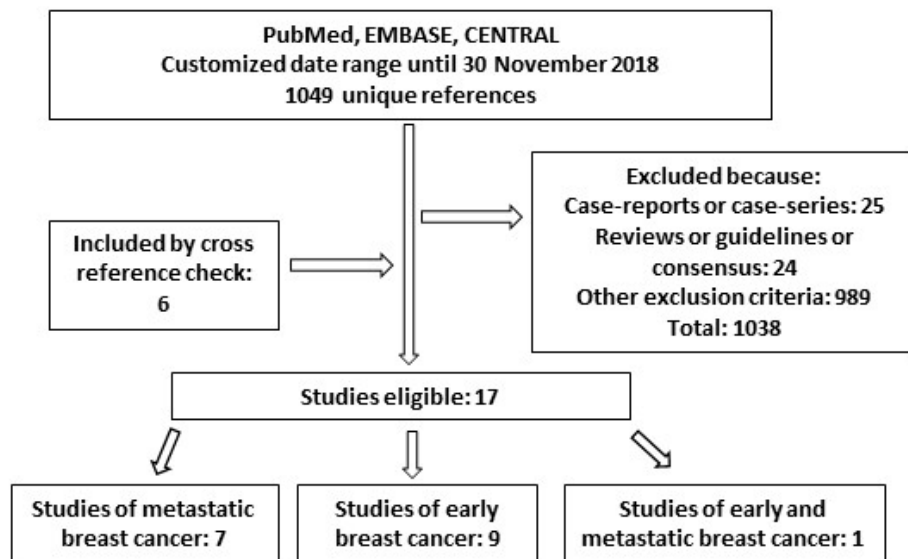 PubMed, EMBASE, CENTRAL
Customized date range until 30 November 2018
1049 unique references
Excluded because:
Case-reports or case-series: 25
Reviews or guidelines or
consensus: 24
Other exclusion criteria: 989
Total: 1038
Included by cross
reference check:
6
Studies eligible: 17
Studies of metastatic
breast cancer: 7
Studies of early
breast cancer: 9
Studies of early and
metastatic breast cancer: 1